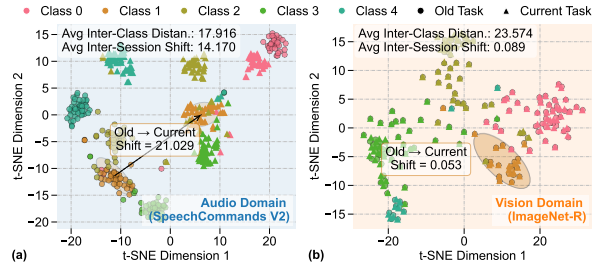 Class 0 Class 1 Class 2 Class 3 Class 4 Old Task Current Task
Avg Inter-Class Distan.: 17.916
Avg Inter-Session Shift: 14.170
Old → Current
Shift = 21.029
Audio Domain
(SpeechCommands V2)
15
10
5
0
−5
−10
−15
−20
−10
0
10
20
t-SNE Dimension 2
t-SNE Dimension 1
(a)
Avg Inter-Class Distan.: 23.574
Avg Inter-Session Shift: 0.089
Old → Current
Shift = 0.053
Vision Domain
(ImageNet-R)
15
10
5
0
−5
−10
−15
−30
−20
−10
0
10
20
30
t-SNE Dimension 2
t-SNE Dimension 1
(b)